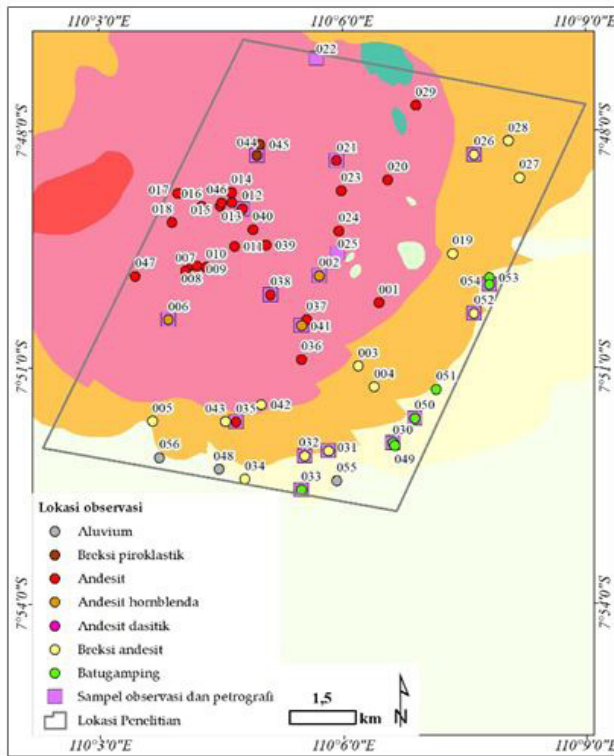 110°3'0"E 110°6'0"E 110°9'0"E
022
029
7°48'0"S
7°48'0"S
044 045
021
026
028
027
020
017 016 046 014
023
018 015 013 012
040
024
019
007 010 011 039 025
047 008 009
002
053
054
038
006
037
001
052
041
7°51'0"S
7°51'0"S
036
003
004
051
005 043 035 042
050
056
048
032 031
030
049
034
033
055
Lokasi observasi
Aluvium
Breksi piroklastik
Andesit
Andesit hornblenda
Andesit dasitik
Breksi andesit
Batugamping
Sampel observasi dan petrografi
Lokasi Penelitian
7°54'0"S
7°54'0"S
1,5
km
N
110°3'0"E 110°6'0"E 110°9'0"E